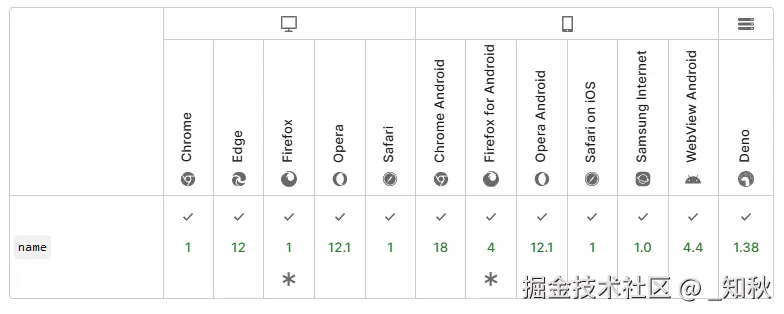 Chrome
Edge
Firefox
Opera
Safari
Chrome Android
Firefox for Android
Opera Android
Safari on iOS
Samsung Internet
WebView Android
Deno
✓ ✓ ✓ ✓ ✓ ✓ ✓ ✓ ✓ ✓ ✓ ✓
name 1 12 1 12.1 1 18 4 12.1 1 1.0 4.4 1.38
* *
掘金技术社区 @ _知秋